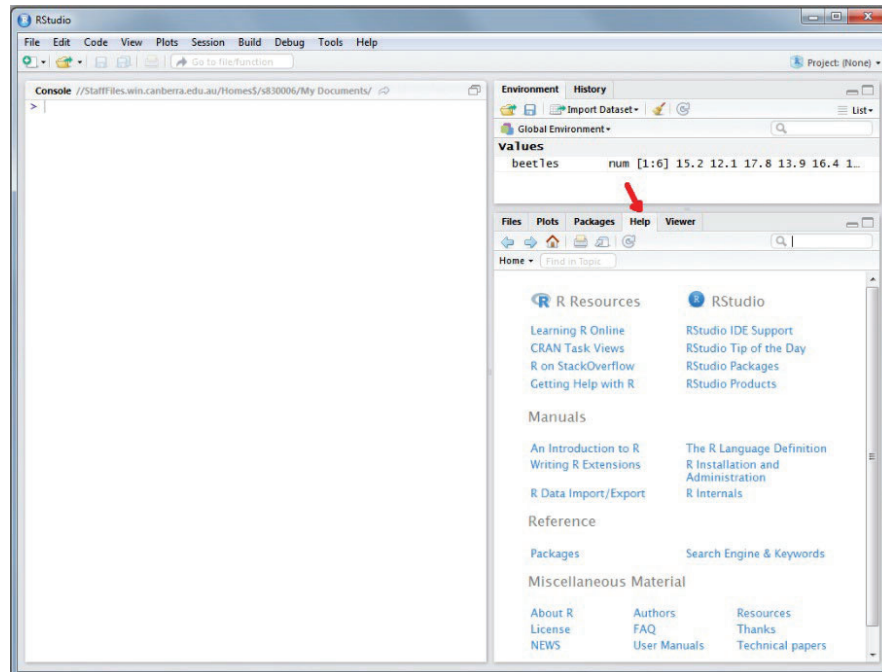 RStudio
File Edit Code View Plots Session Build Debug Tools Help
Go to file/function
Project: (None)
Console //StaffFiles.win.canberra.edu.au/Homes$/s830006/My Documents/
>
Environment History
Import Dataset
List
Global Environment
Values
beetles num [1:6] 15.2 12.1 17.8 13.9 16.4 1…
Files Plots Packages Help Viewer
Home Find in Topic
R R Resources
R RStudio
Learning R Online
CRAN Task Views
R on StackOverflow
Getting Help with R
RStudio IDE Support
RStudio Tip of the Day
RStudio Packages
RStudio Products
Manuals
An Introduction to R
Writing R Extensions
R Data Import/Export
The R Language Definition
R Installation and
Administration
R Internals
Reference
Packages
Search Engine & Keywords
Miscellaneous Material
About R Authors Resources
License FAQ Thanks
NEWS User Manuals Technical papers